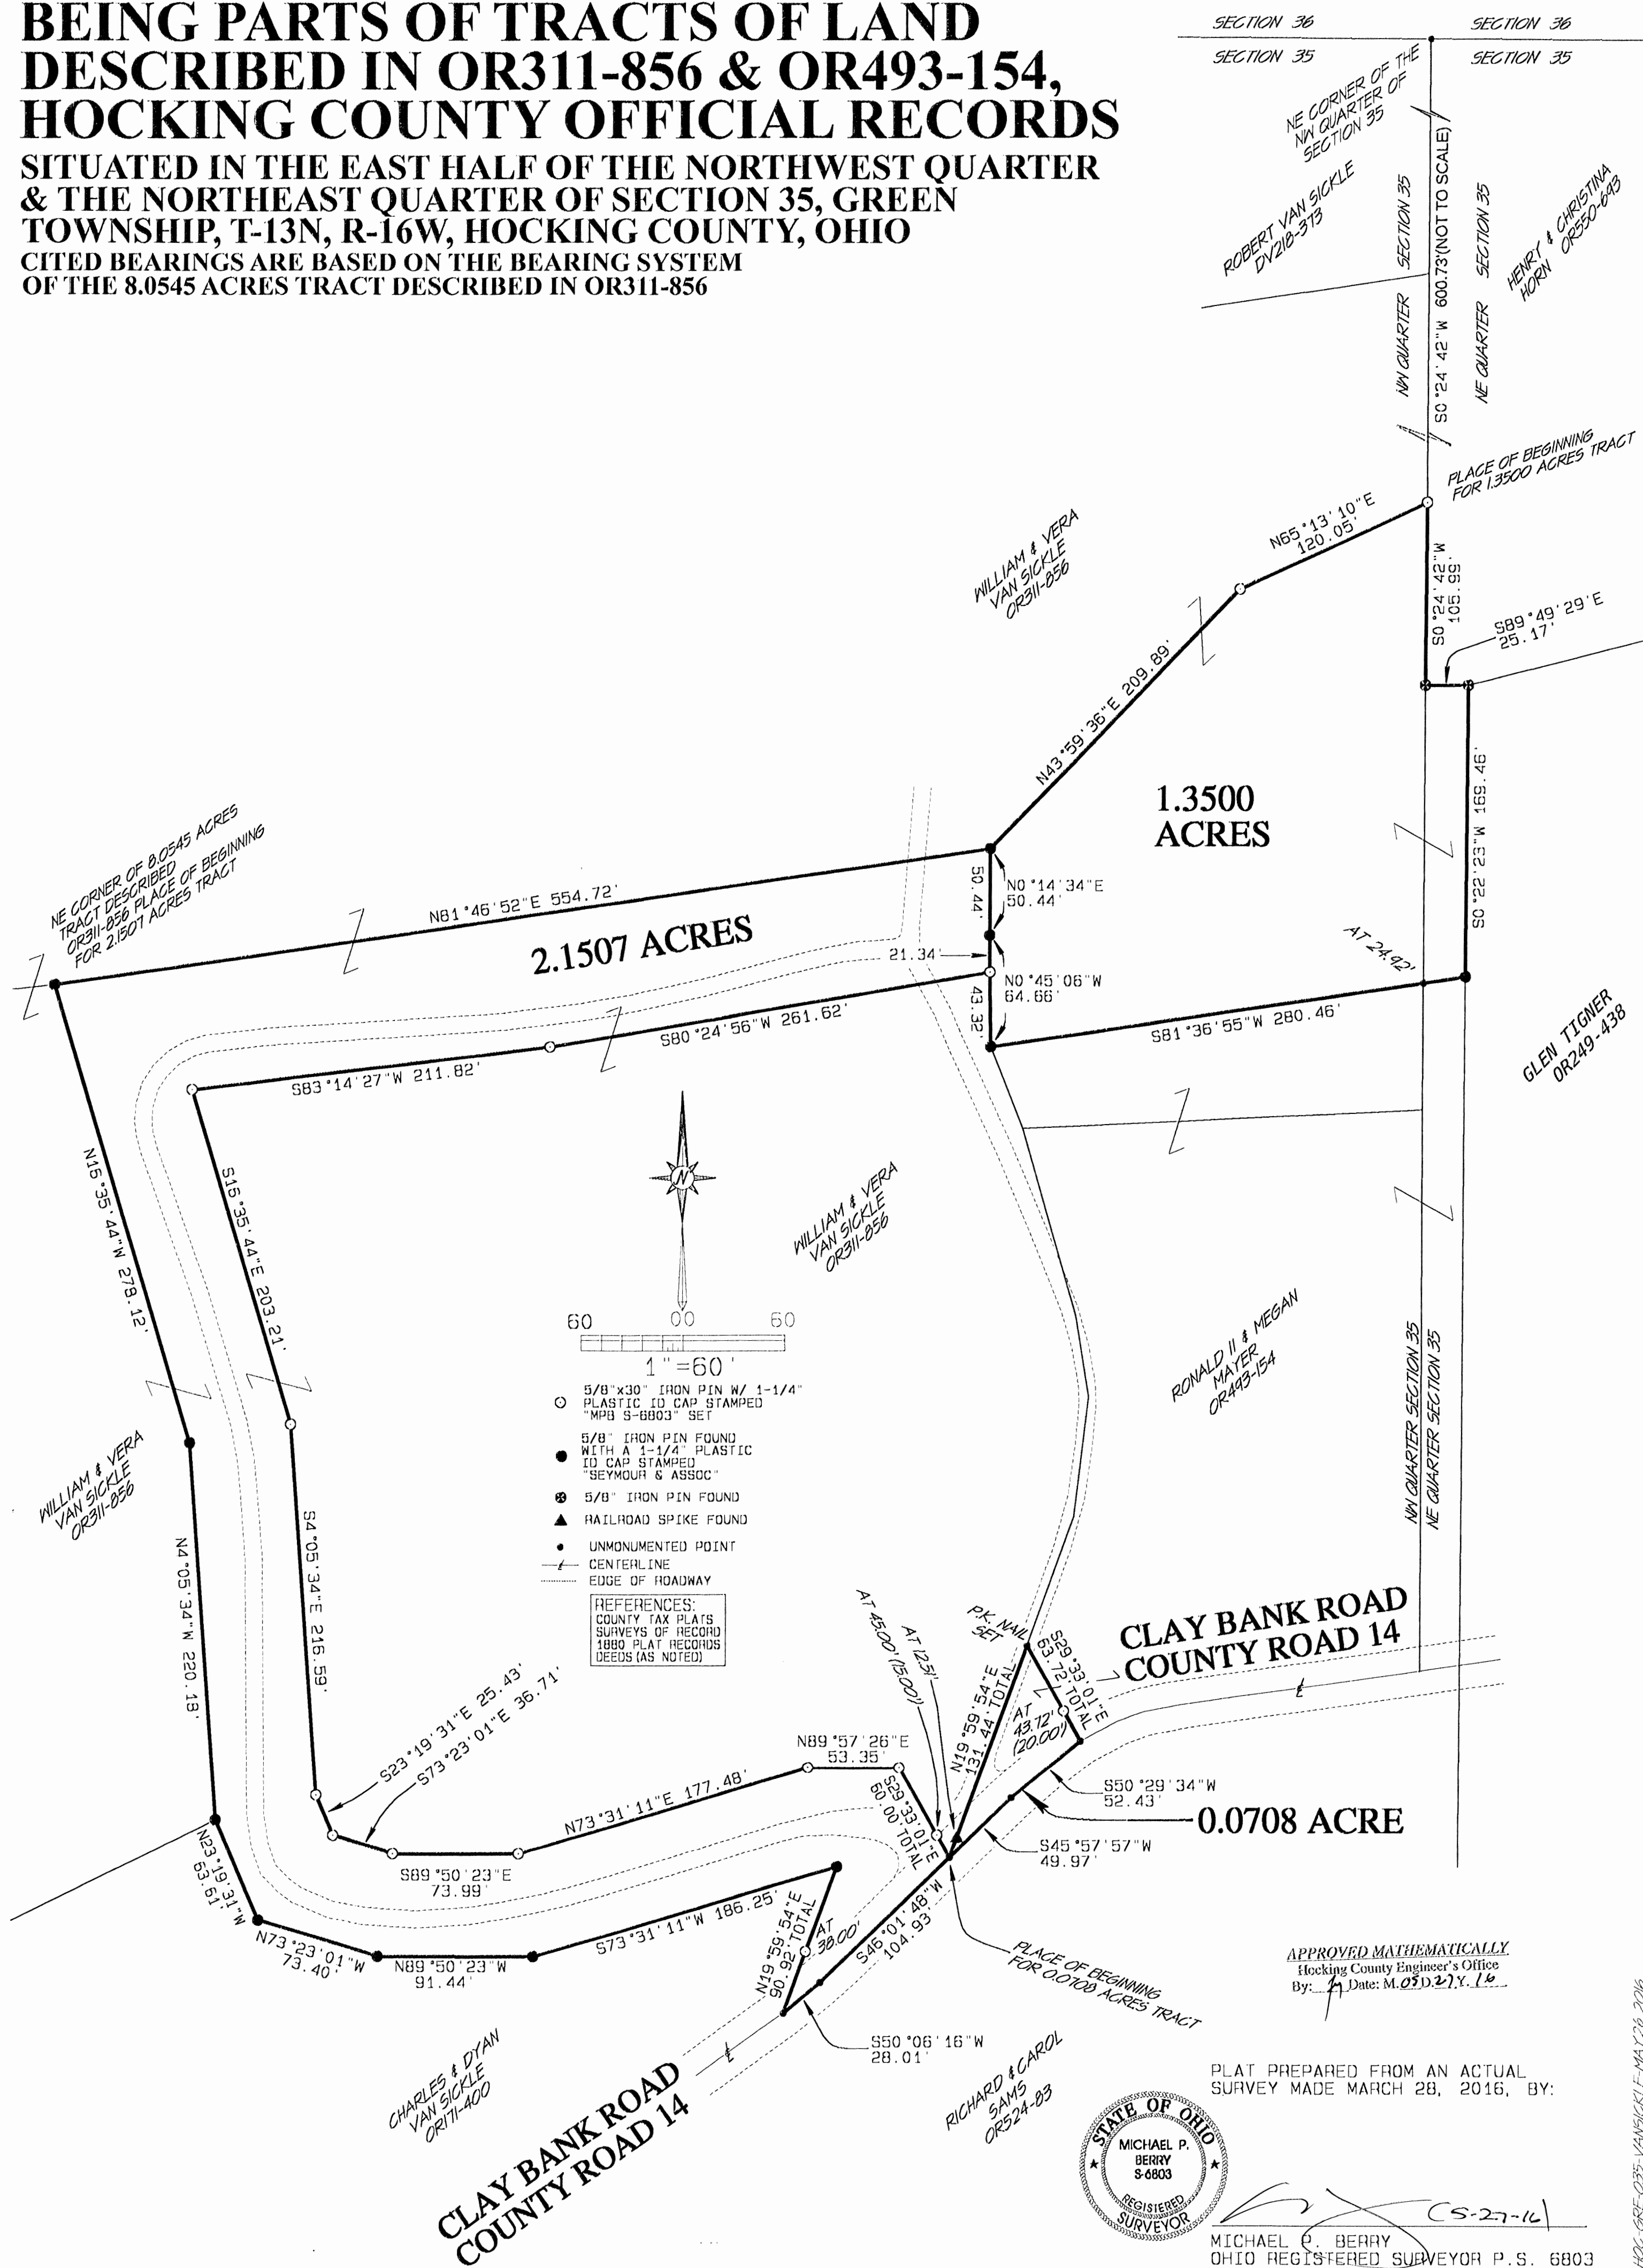 BEING PARTS OF TRACTS OF LAND
DESCRIBED IN OR311-856 & OR493-154,
HOCKING COUNTY OFFICIAL RECORDS
SITUATED IN THE EAST HALF OF THE NORTHWEST QUARTER
& THE NORTHEAST QUARTER OF SECTION 35, GREEN
TOWNSHIP, T-13N, R-16W, HOCKING COUNTY, OHIO
CITED BEARINGS ARE BASED ON THE BEARING SYSTEM
OF THE 8.0545 ACRES TRACT DESCRIBED IN OR311-856
SECTION 36
SECTION 36
SECTION 35
SECTION 35
NE CORNER OF THE
NW QUARTER OF
SECTION 35
ROBERT VAN SICKLE
DV218-373
NW QUARTER SECTION 35
S0°24'42"W 600.73'(NOT TO SCALE)
NE QUARTER SECTION 35
HENRY & CHRISTINA
HORN OR550-693
PLACE OF BEGINNING
FOR 1.3500 ACRES TRACT
N65°13'10"E
120.05'
WILLIAM & VERA
VAN SICKLE
OR311-856
S0°24'42"W
105.99'
S89°49'29"E
25.17'
N43°59'36"E 209.89'
1.3500
ACRES
S0°22'23"W 169.46'
NE CORNER OF 8.0545 ACRES
TRACT DESCRIBED
OR311-856 PLACE OF BEGINNING
FOR 2.1507 ACRES TRACT
N81°46'52"E 554.72'
2.1507 ACRES
50.44'
N0°14'34"E
50.44'
21.34'
N0°45'06"W
64.66'
43.32'
AT 24.92'
S81°36'55"W 280.46'
S80°24'56"W 261.62'
S83°14'27"W 211.82'
GLEN TIGNER
OR249-438
N15°35'44"W 279.12'
S15°35'44"E 203.21'
N
WILLIAM & VERA
VAN SICKLE
OR311-856
60 00 60
1"=60'
5/8"x30" IRON PIN W/ 1-1/4"
PLASTIC ID CAP STAMPED
"MPB S-6803" SET
5/8" IRON PIN FOUND
WITH A 1-1/4" PLASTIC
ID CAP STAMPED
"SEYMOUR & ASSOC"
5/8" IRON PIN FOUND
RAILROAD SPIKE FOUND
UNMONUMENTED POINT
CENTERLINE
EDGE OF ROADWAY
REFERENCES:
COUNTY TAX PLATS
SURVEYS OF RECORD
1880 PLAT RECORDS
DEEDS (AS NOTED)
RONALD II & MEGAN
MAYER
OR493-154
NW QUARTER SECTION 35
NE QUARTER SECTION 35
WILLIAM & VERA
VAN SICKLE
OR311-856
N4°05'34"W 220.18'
S4°05'34"E 216.59'
S23°19'31"E 25.43'
S73°23'01"E 36.71'
AT 45.00' (15.00')
AT 12.51'
P.K. NAIL
SET
S29°33'01"E
63.72' TOTAL
CLAY BANK ROAD
COUNTY ROAD 14
N19°59'54"E
131.44' TOTAL
AT
43.72'
(20.00')
N89°57'26"E
53.35'
N73°31'11"E 177.48'
S29°33'01"E
60.00' TOTAL
S50°29'34"W
52.43'
0.0708 ACRE
S45°57'57"W
49.97'
S89°50'23"E
73.99'
N23°19'31"W
63.61'
N73°23'01"W
73.40'
N89°50'23"W
91.44'
S73°31'11"W 186.25'
N19°59'54"E
90.92' TOTAL
AT
38.00'
S46°01'48"W
104.93'
PLACE OF BEGINNING
FOR 0.0708 ACRES TRACT
S50°06'16"W
28.01'
APPROVED MATHEMATICALLY
Hocking County Engineer's Office
By: Date: M.05D.27Y.16
CHARLES & DYAN
VAN SICKLE
OR171-400
CLAY BANK ROAD
COUNTY ROAD 14
RICHARD & CAROL
SAMS
OR524-83
PLAT PREPARED FROM AN ACTUAL
SURVEY MADE MARCH 28, 2016, BY:
STATE OF OHIO
MICHAEL P.
BERRY
S-6803
REGISTERED
SURVEYOR
(5-27-16)
MICHAEL P. BERRY
OHIO REGISTERED SURVEYOR P.S. 6803
HOC-GRE-035-VANSICKLE-MAY26 2016